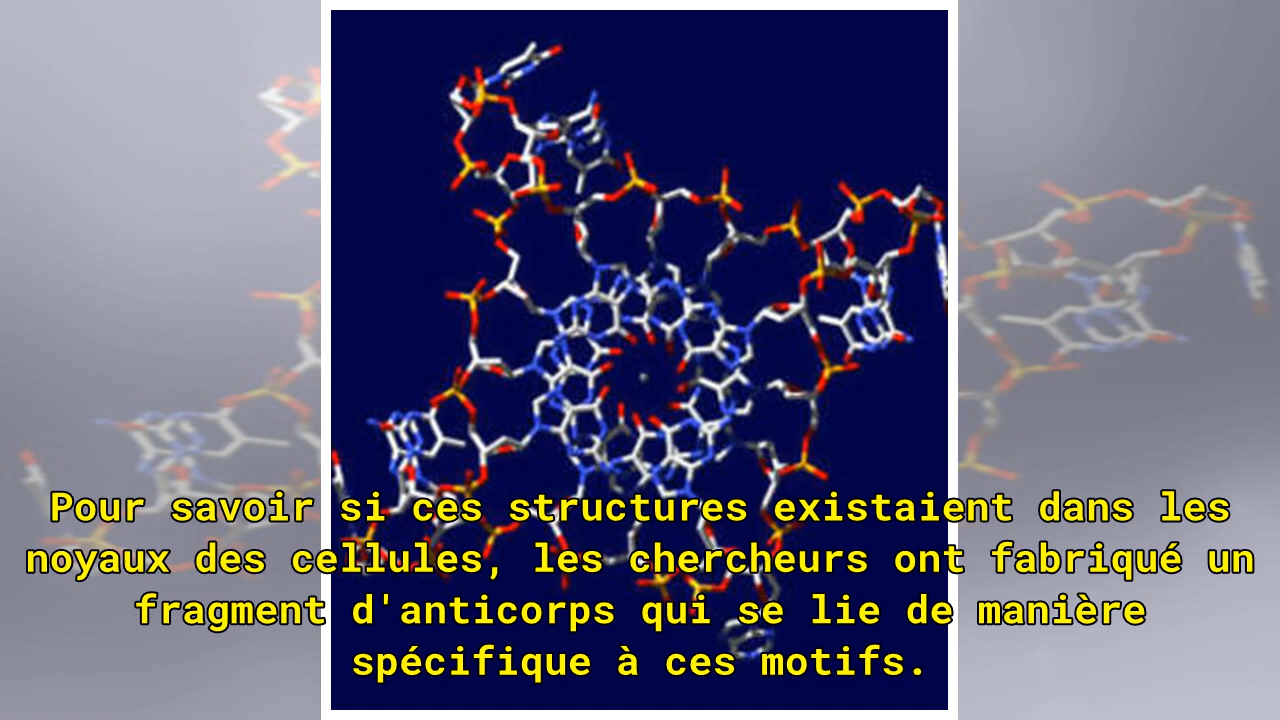 Pour savoir si ces structures existaient dans les
noyaux des cellules, les chercheurs ont fabriqué un
fragment d'anticorps qui se lie de manière
spécifique à ces motifs.